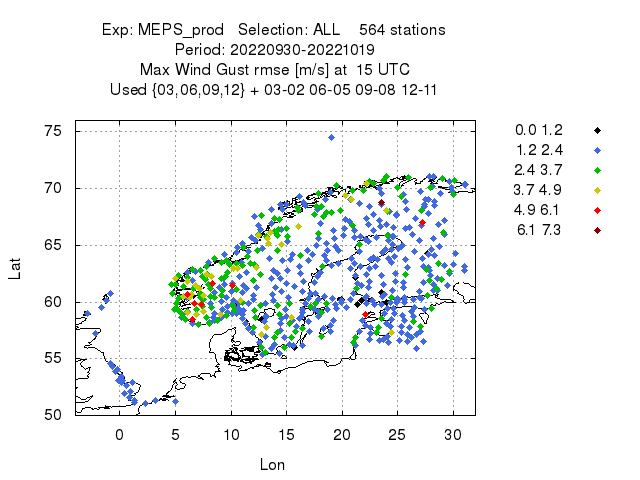 Exp: MEPS_prod   Selection: ALL    564 stations
Period: 20220930-20221019
Max Wind Gust rmse [m/s] at  15 UTC
Used {03,06,09,12} + 03-02 06-05 09-08 12-11
75
70
65
60
55
50
Lat
0 5 10 15 20 25 30
Lon
0.0 1.2
1.2 2.4
2.4 3.7
3.7 4.9
4.9 6.1
6.1 7.3